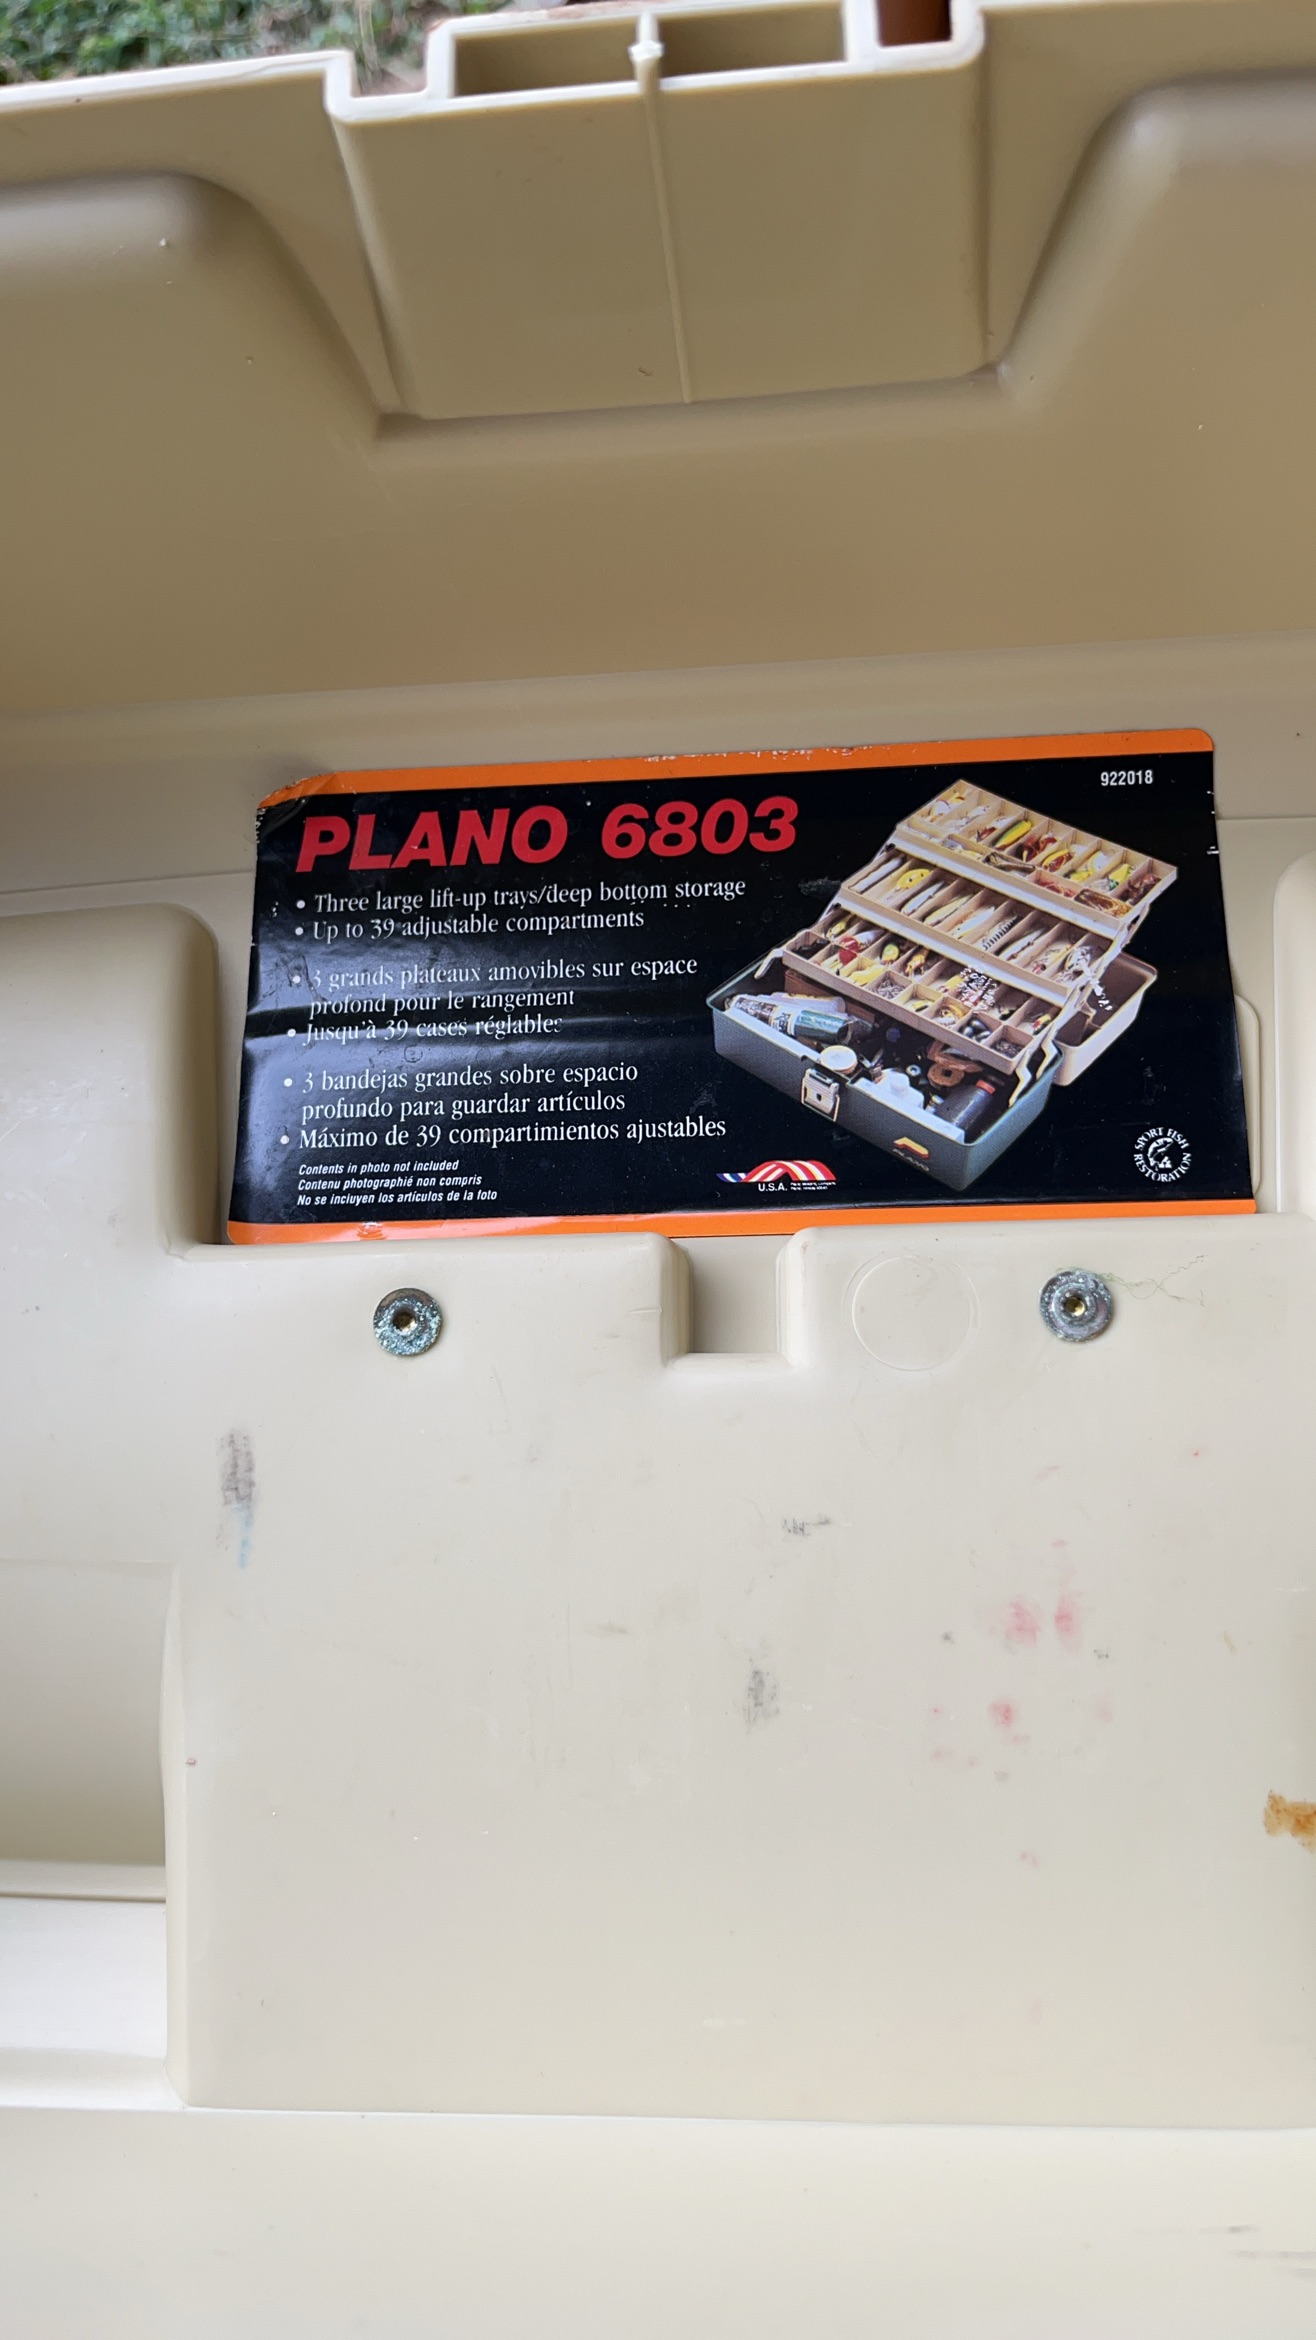 922018
PLANO 6803
• Three large lift-up trays/deep bottom storage
• Up to 39 adjustable compartments
• 3 grands plateaux amovibles sur espace
profond pour le rangement
• Jusqu'à 39 cases réglables
• 3 bandejas grandes sobre espacio
profundo para guardar artículos
• Máximo de 39 compartimientos ajustables
Contents in photo not included
Contenu photographié non compris
No se incluyen los artículos de la foto
U.S.A.
PLANO
SPORT FISH
RESTORATION